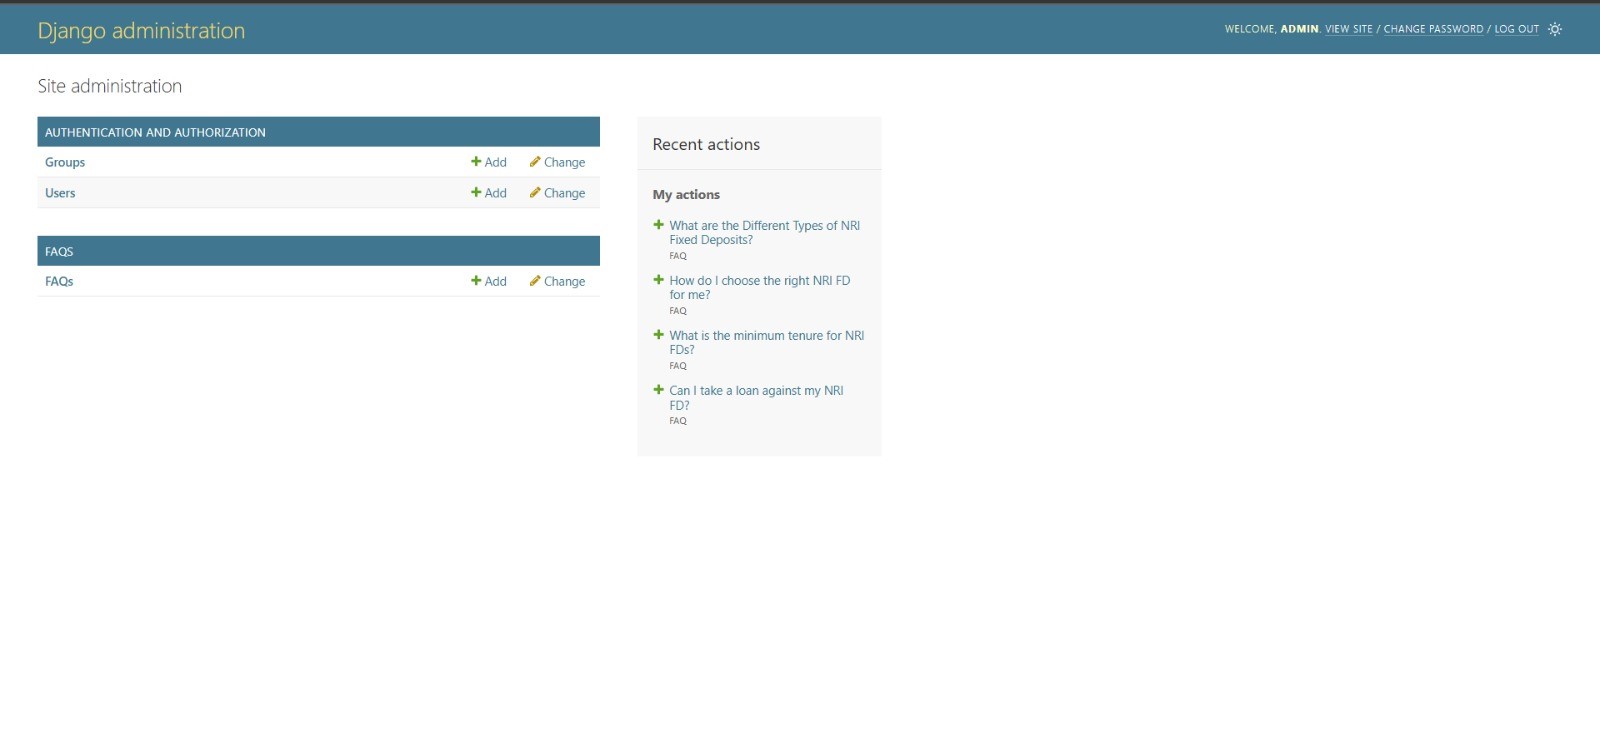 Django administration
WELCOME, ADMIN. VIEW SITE / CHANGE PASSWORD / LOG OUT
Site administration
AUTHENTICATION AND AUTHORIZATION
Groups Add Change
Users Add Change
FAQS
FAQs Add Change
Recent actions
My actions
What are the Different Types of NRI
Fixed Deposits?
FAQ
How do I choose the right NRI FD
for me?
FAQ
What is the minimum tenure for NRI
FDs?
FAQ
Can I take a loan against my NRI
FD?
FAQ